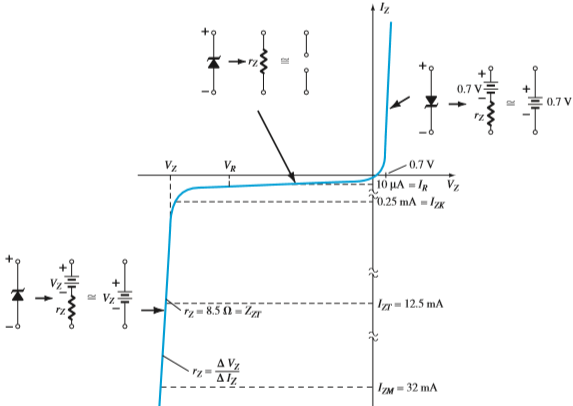 I_Z
+
−
r_Z
≅
+
−
+
0.7 V
−
r_Z
≅
+
−
0.7 V
V_Z
V_R
0.7 V
10 µA = I_R
V_Z
0.25 mA = I_ZK
+
−
+
V_Z
−
r_Z
≅
V_Z
+
−
r_Z = 8.5 Ω = Z_ZT
I_ZT = 12.5 mA
r_Z = ΔV_Z / ΔI_Z
I_ZM = 32 mA